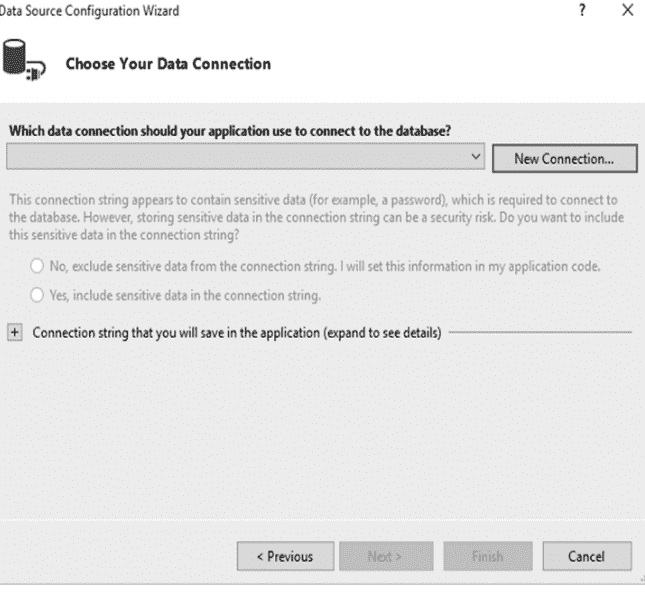 Data Source Configuration Wizard ? X
Choose Your Data Connection
Which data connection should your application use to connect to the database?
New Connection...
This connection string appears to contain sensitive data (for example, a password), which is required to connect to
the database. However, storing sensitive data in the connection string can be a security risk. Do you want to include
this sensitive data in the connection string?
No, exclude sensitive data from the connection string. I will set this information in my application code.
Yes, include sensitive data in the connection string.
+ Connection string that you will save in the application (expand to see details)
< Previous Next > Finish Cancel